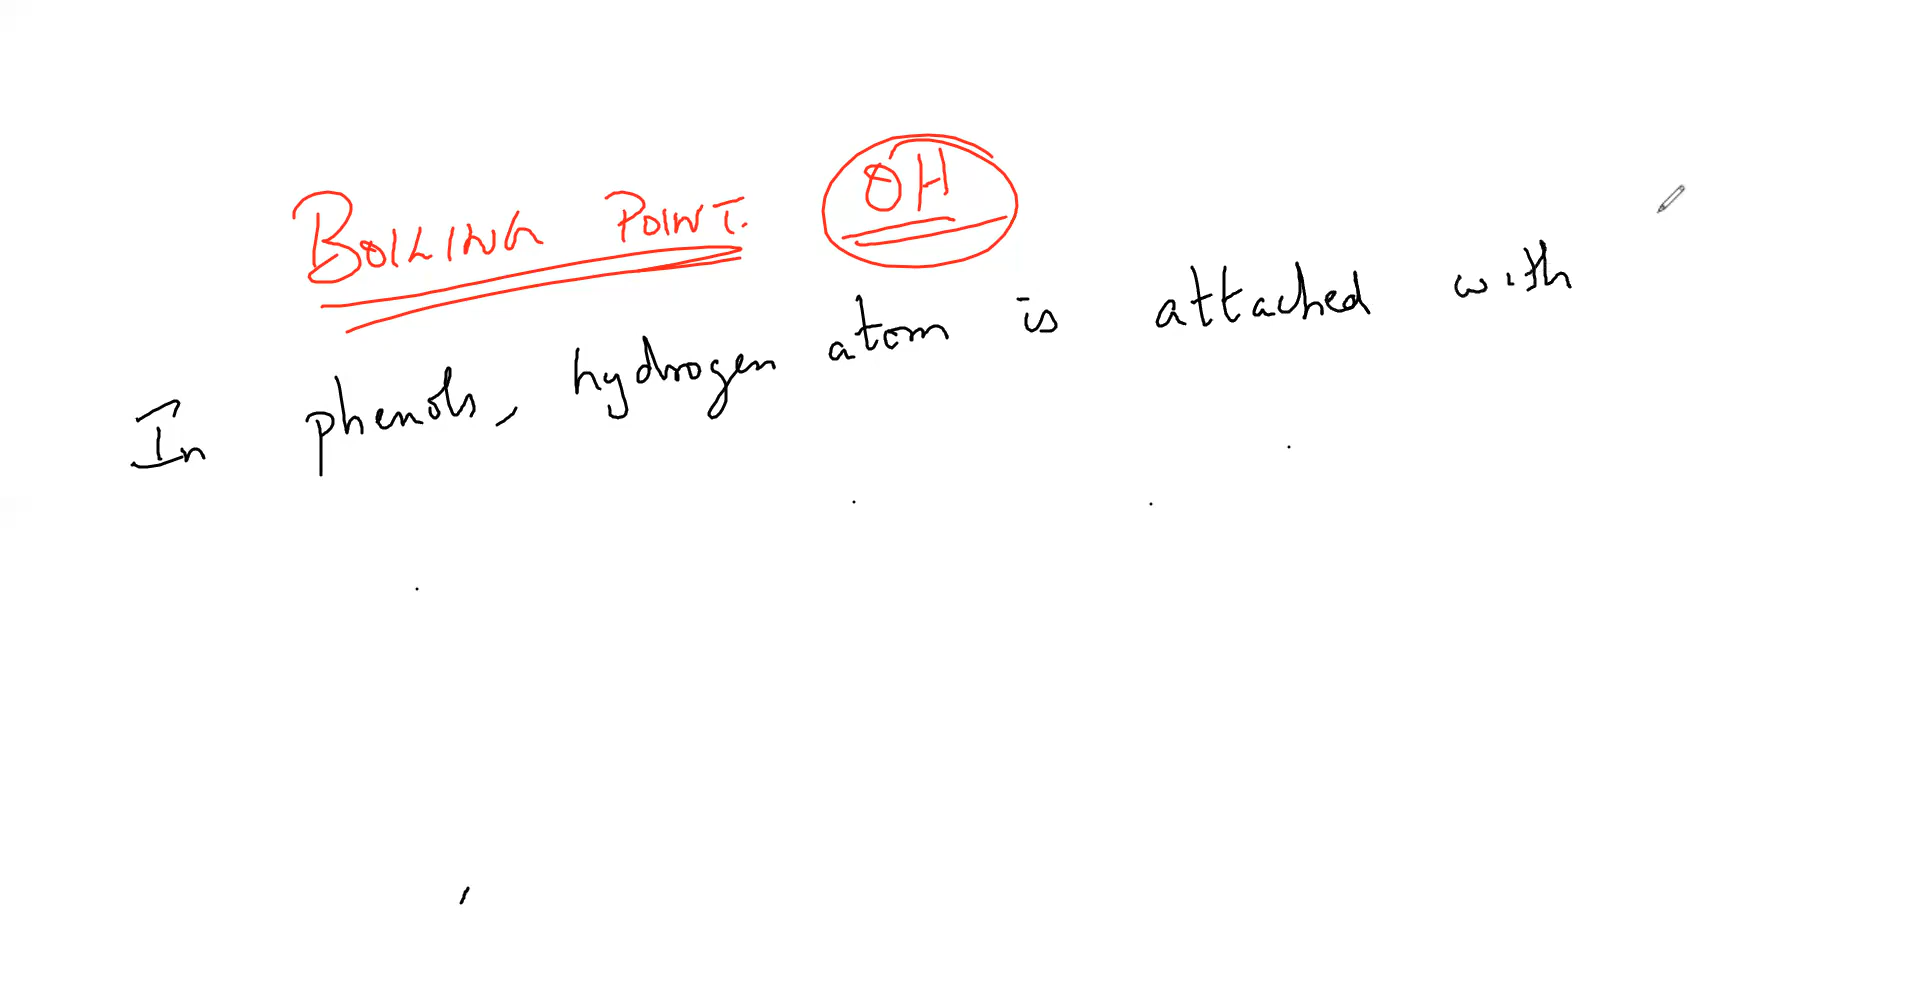 BOILING POINT. OH
In phenols, hydrogen atom is attached with